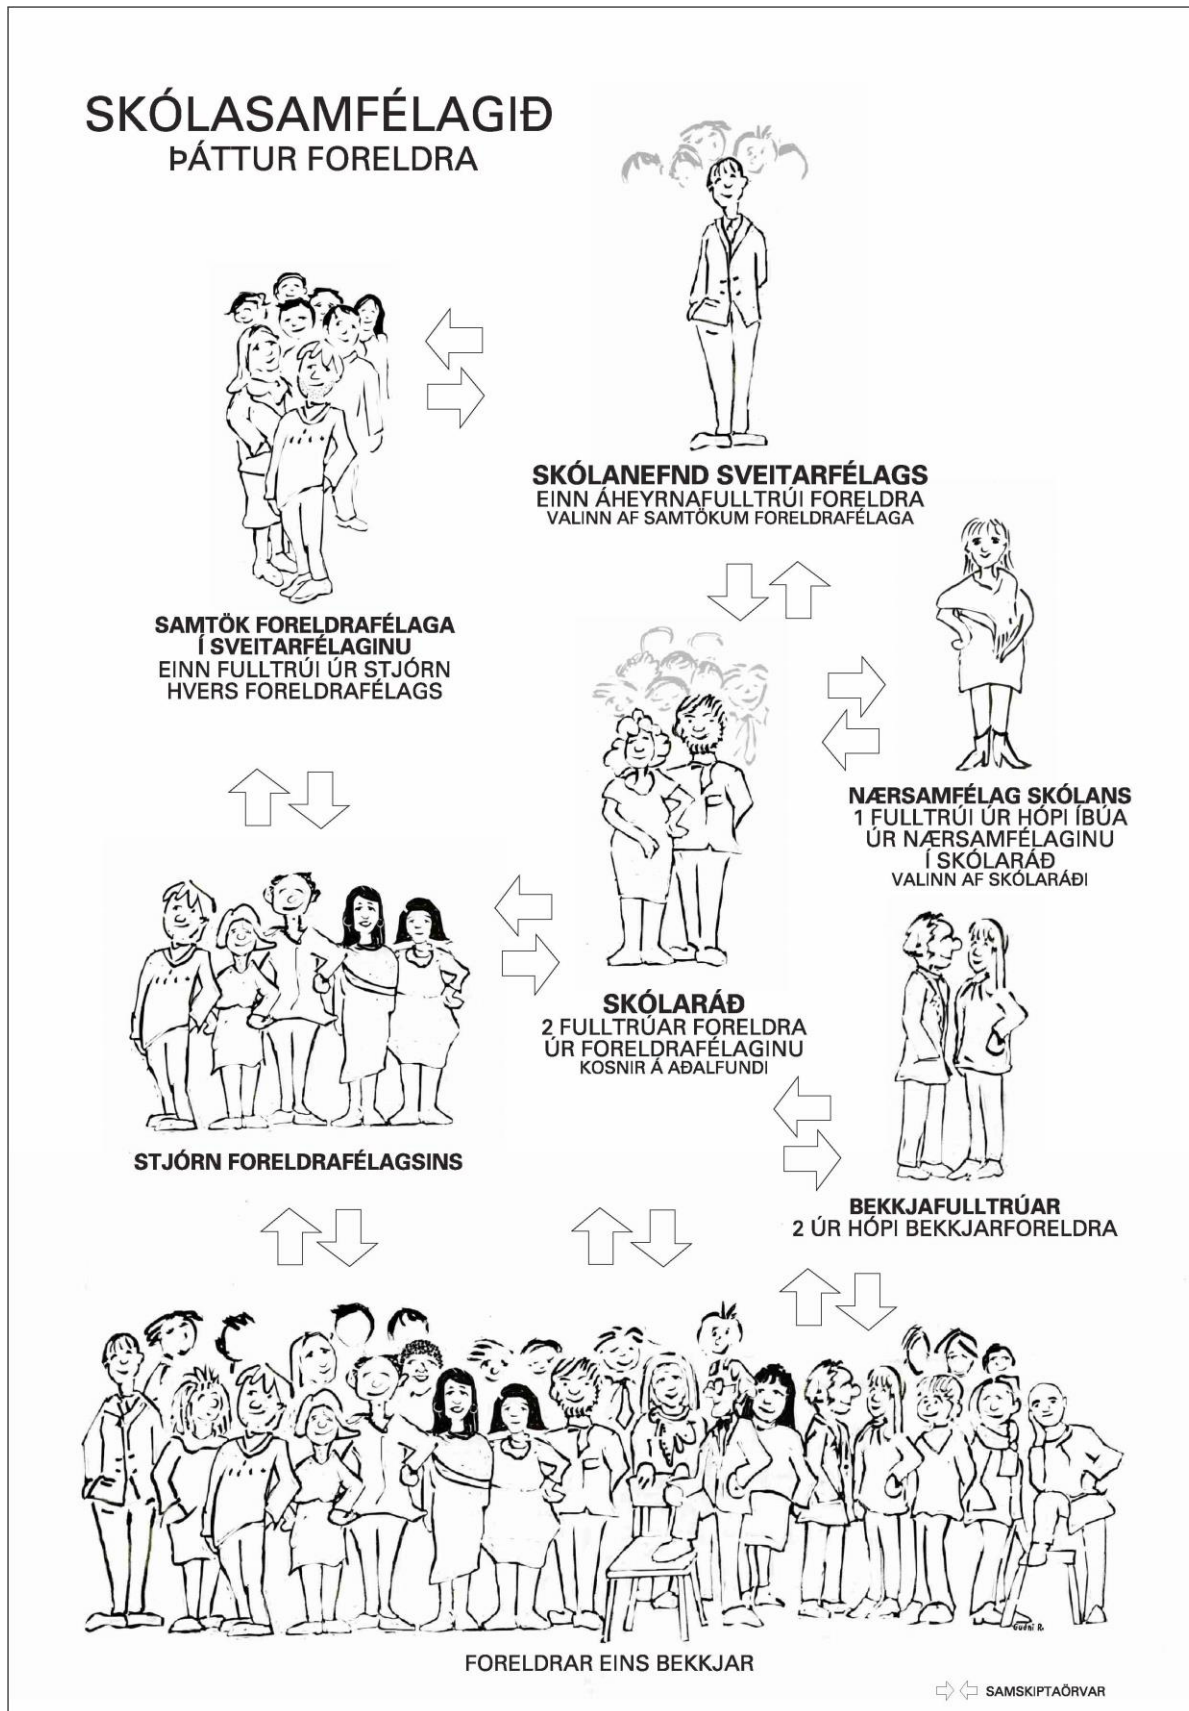 SKÓLASAMFÉLAGIÐ
ÞÁTTUR FORELDRA
SKÓLANEFND SVEITARFÉLAGS
EINN ÁHEYRNAFULLTRÚI FORELDRA
VALINN AF SAMTÖKUM FORELDRAFÉLAGA
SAMTÖK FORELDRAFÉLAGA
Í SVEITARFÉLAGINU
EINN FULLTRÚI ÚR STJÓRN
HVERS FORELDRAFÉLAGS
NÆRSAMFÉLAG SKÓLANS
1 FULLTRÚI ÚR HÓPI ÍBÚA
ÚR NÆRSAMFÉLAGINU
Í SKÓLARÁÐ
VALINN AF SKÓLARÁÐI
SKÓLARÁÐ
2 FULLTRÚAR FORELDRA
ÚR FORELDRAFÉLAGINU
KOSNIR Á AÐALFUNDI
STJÓRN FORELDRAFÉLAGSINS
BEKKJAFULLTRÚAR
2 ÚR HÓPI BEKKJARFORELDRA
Guðni R.
FORELDRAR EINS BEKKJAR
SAMSKIPTAÖRVAR